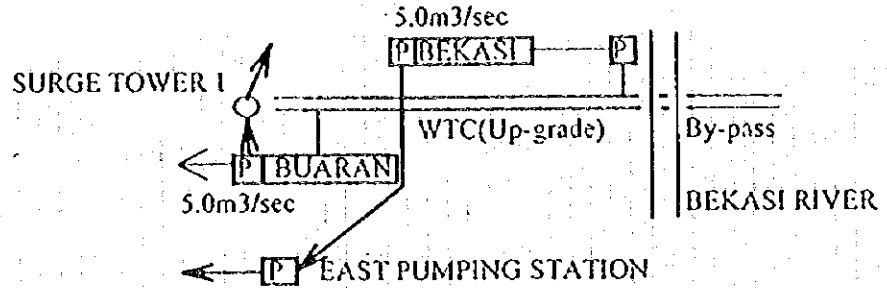 5.0m3/sec
P BEKASI P
SURGE TOWER 1
WTC(Up-grade) By-pass
P BUARAN
5.0m3/sec
BEKASI RIVER
P EAST PUMPING STATION